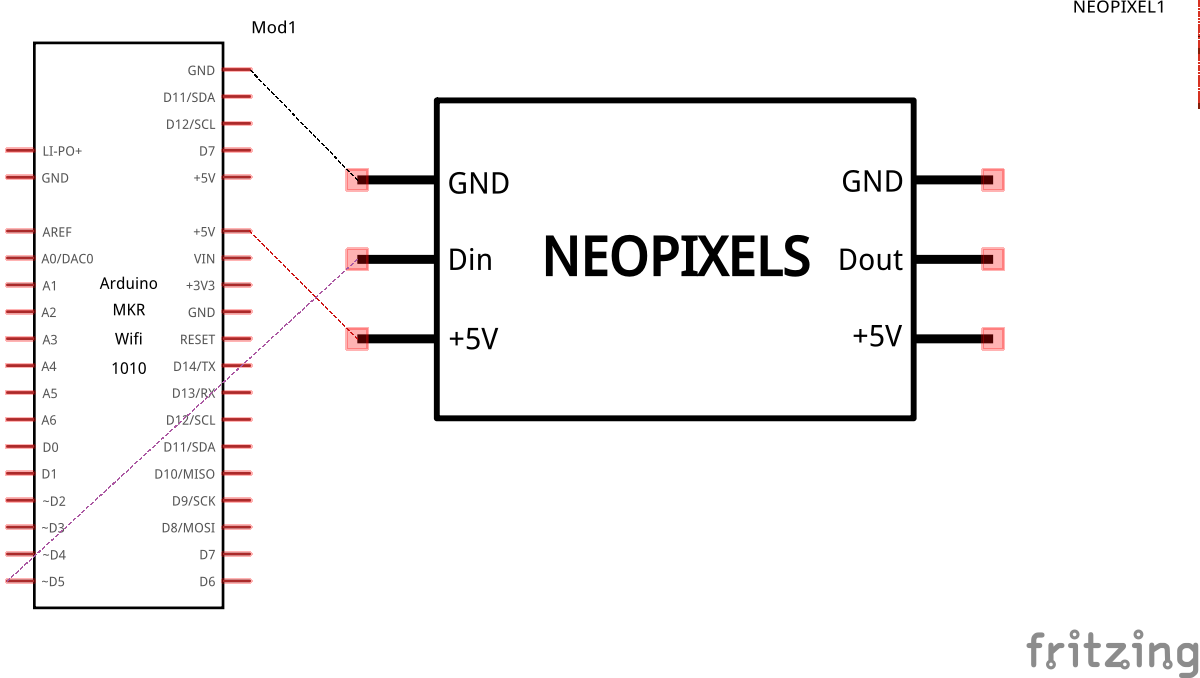 NEOPIXEL1
Mod1
GND
D11/SDA
D12/SCL
LI-PO+ D7
GND +5V
AREF +5V
A0/DAC0 VIN
A1 Arduino +3V3
A2 MKR GND
A3 Wifi RESET
A4 1010 D14/TX
A5 D13/RX
A6 D12/SCL
D0 D11/SDA
D1 D10/MISO
~D2 D9/SCK
~D3 D8/MOSI
~D4 D7
~D5 D6
GND GND
Din NEOPIXELS Dout
+5V +5V
fritzing